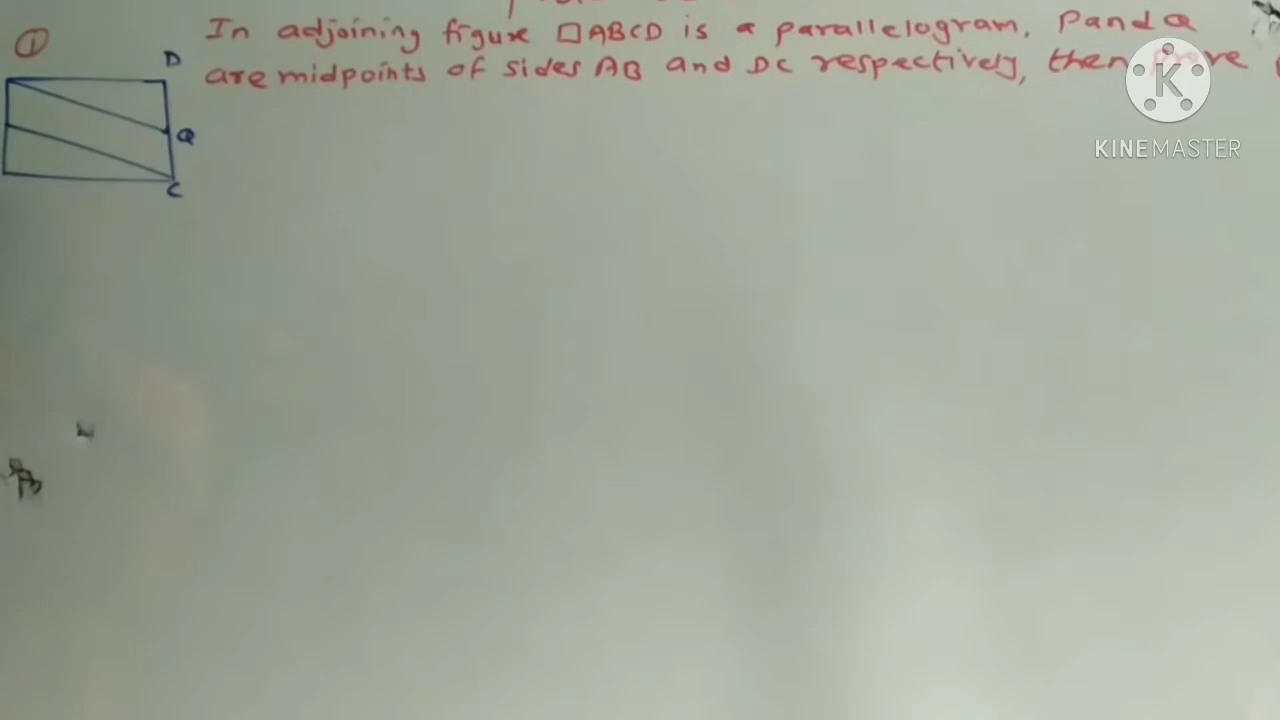 ①
In adjoining figure □ABCD is a parallelogram, P and Q
are midpoints of sides AB and DC respectively, then
D
Q
C
K
KINEMASTER